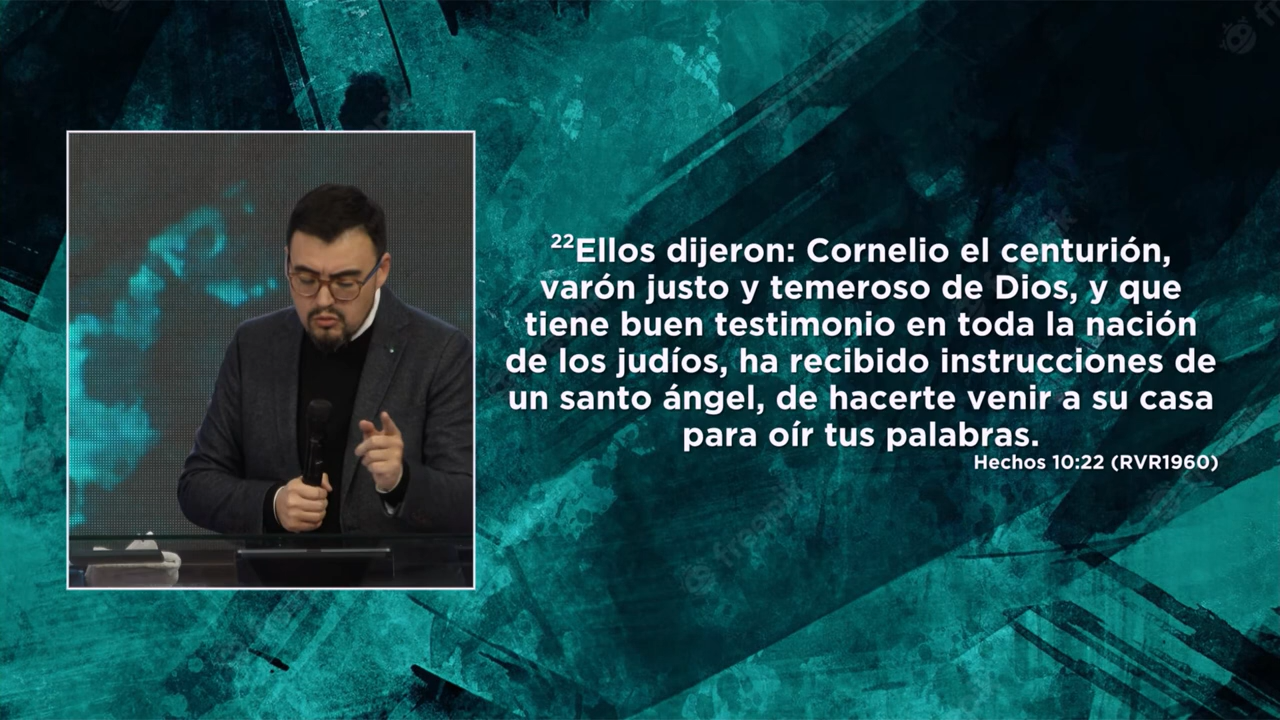 ²²Ellos dijeron: Cornelio el centurión,
varón justo y temeroso de Dios, y que
tiene buen testimonio en toda la nación
de los judíos, ha recibido instrucciones de
un santo ángel, de hacerte venir a su casa
para oír tus palabras.
Hechos 10:22 (RVR1960)
freepik